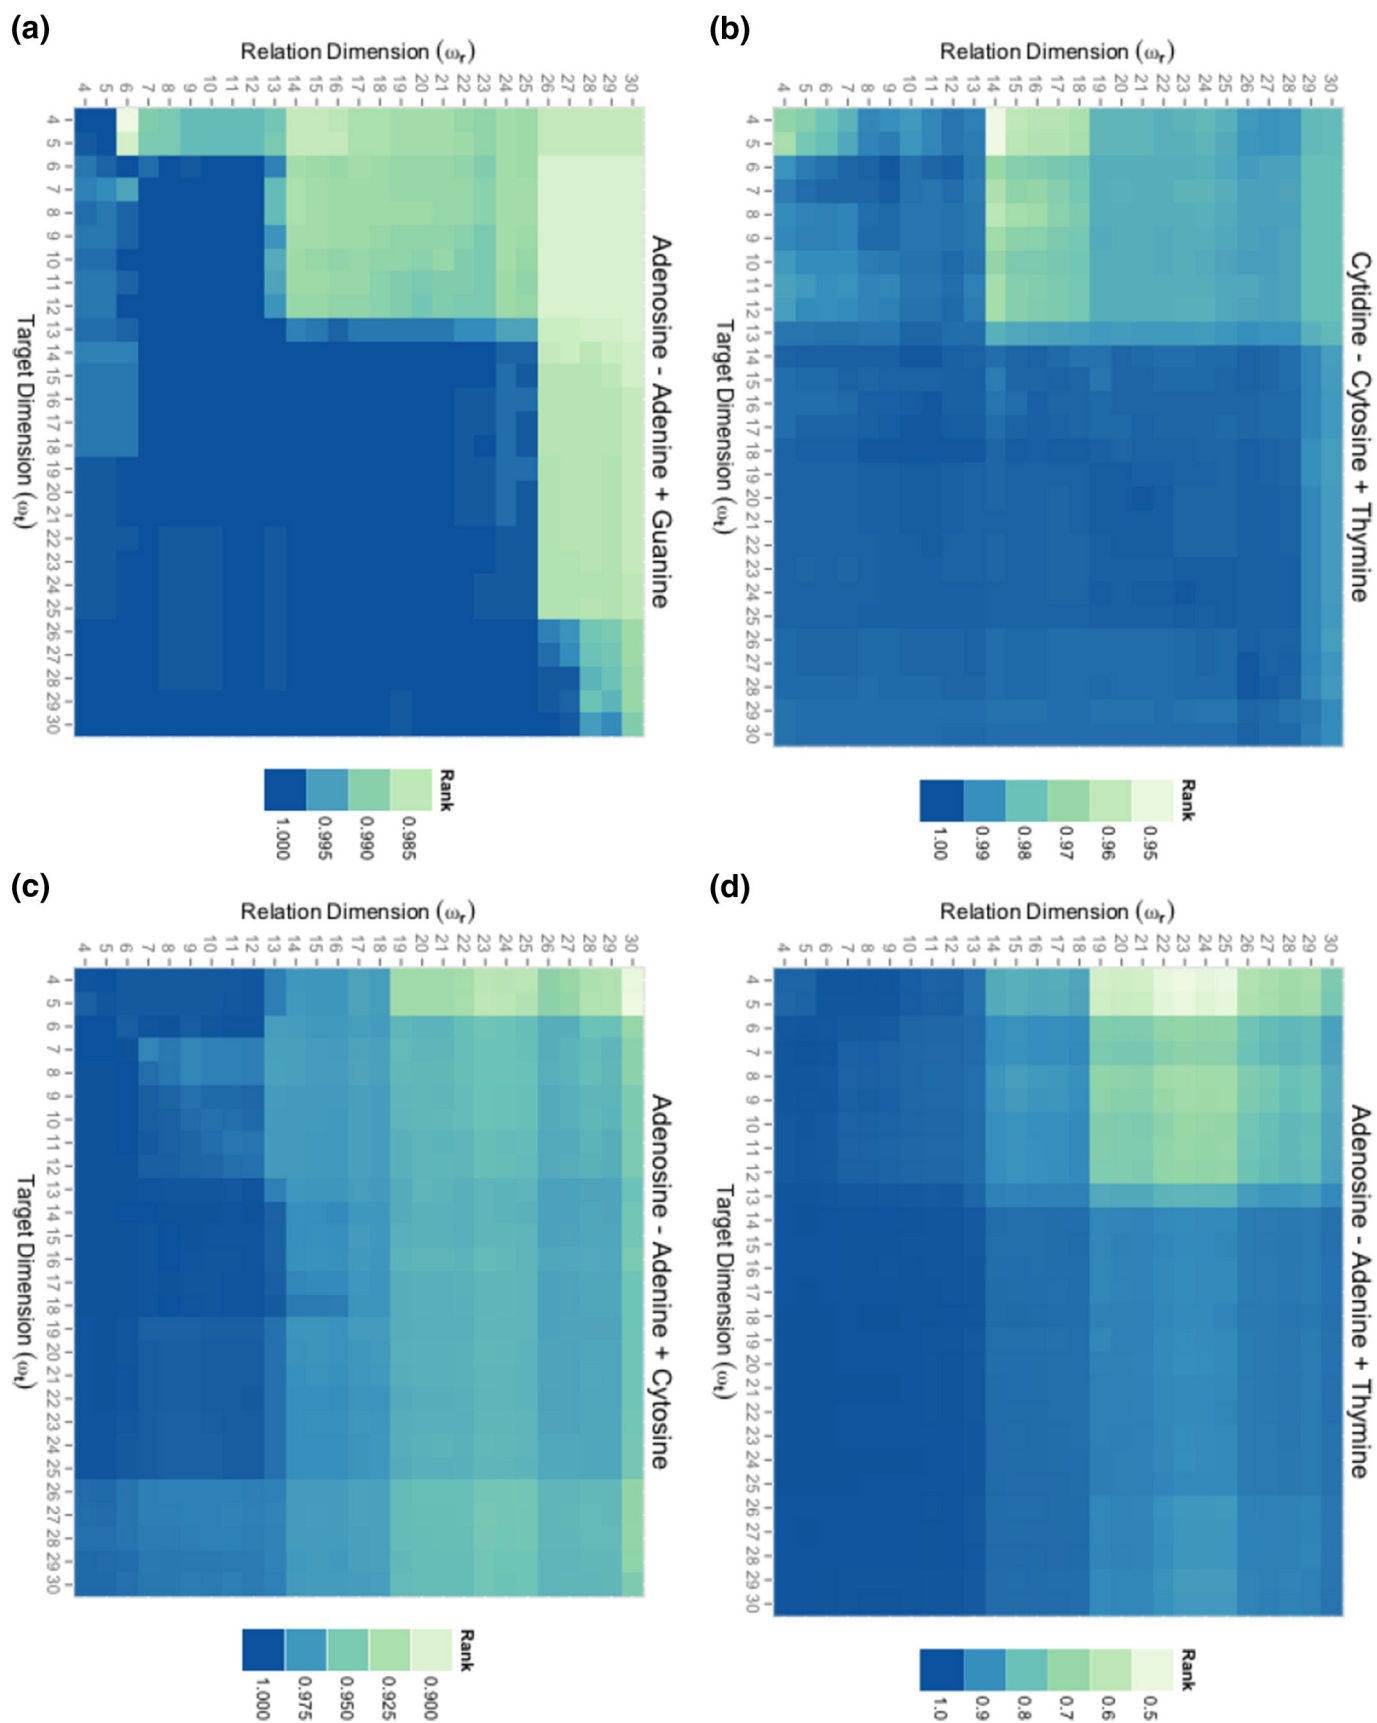 (a)
Relation Dimension (ωr)
4 5 6 7 8 9 10 11 12 13 14 15 16 17 18 19 20 21 22 23 24 25 26 27 28 29 30
4 5 6 7 8 9 10 11 12 13 14 15 16 17 18 19 20 21 22 23 24 25 26 27 28 29 30
Target Dimension (ωt)
Adenosine - Adenine + Guanine
Rank
1.000 0.995 0.990 0.985
(b)
Relation Dimension (ωr)
4 5 6 7 8 9 10 11 12 13 14 15 16 17 18 19 20 21 22 23 24 25 26 27 28 29 30
4 5 6 7 8 9 10 11 12 13 14 15 16 17 18 19 20 21 22 23 24 25 26 27 28 29 30
Target Dimension (ωt)
Cytidine - Cytosine + Thymine
Rank
1.00 0.99 0.98 0.97 0.96 0.95
(c)
Relation Dimension (ωr)
4 5 6 7 8 9 10 11 12 13 14 15 16 17 18 19 20 21 22 23 24 25 26 27 28 29 30
4 5 6 7 8 9 10 11 12 13 14 15 16 17 18 19 20 21 22 23 24 25 26 27 28 29 30
Target Dimension (ωt)
Adenosine - Adenine + Cytosine
Rank
1.000 0.975 0.950 0.925 0.900
(d)
Relation Dimension (ωr)
4 5 6 7 8 9 10 11 12 13 14 15 16 17 18 19 20 21 22 23 24 25 26 27 28 29 30
4 5 6 7 8 9 10 11 12 13 14 15 16 17 18 19 20 21 22 23 24 25 26 27 28 29 30
Target Dimension (ωt)
Adenosine - Adenine + Thymine
Rank
1.0 0.9 0.8 0.7 0.6 0.5